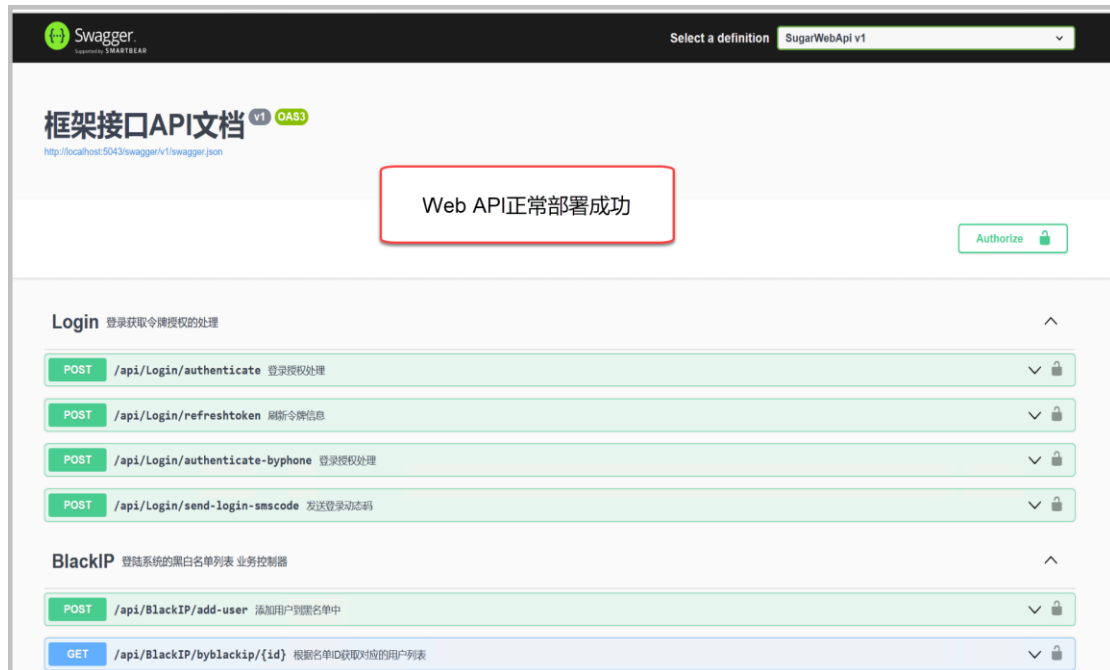 Swagger.
Supported by SMARTBEAR
Select a definition
SugarWebApi v1
框架接口API文档 v1 OAS3
http://localhost:5043/swagger/v1/swagger.json
Web API正常部署成功
Authorize
Login 登录获取令牌授权的处理
POST /api/Login/authenticate 登录授权处理
POST /api/Login/refreshtoken 刷新令牌信息
POST /api/Login/authenticate-byphone 登录授权处理
POST /api/Login/send-login-smscode 发送登录动态码
BlackIP 登陆系统的黑白名单列表 业务控制器
POST /api/BlackIP/add-user 添加用户到黑名单中
GET /api/BlackIP/byblackip/{id} 根据名单ID获取对应的用户列表